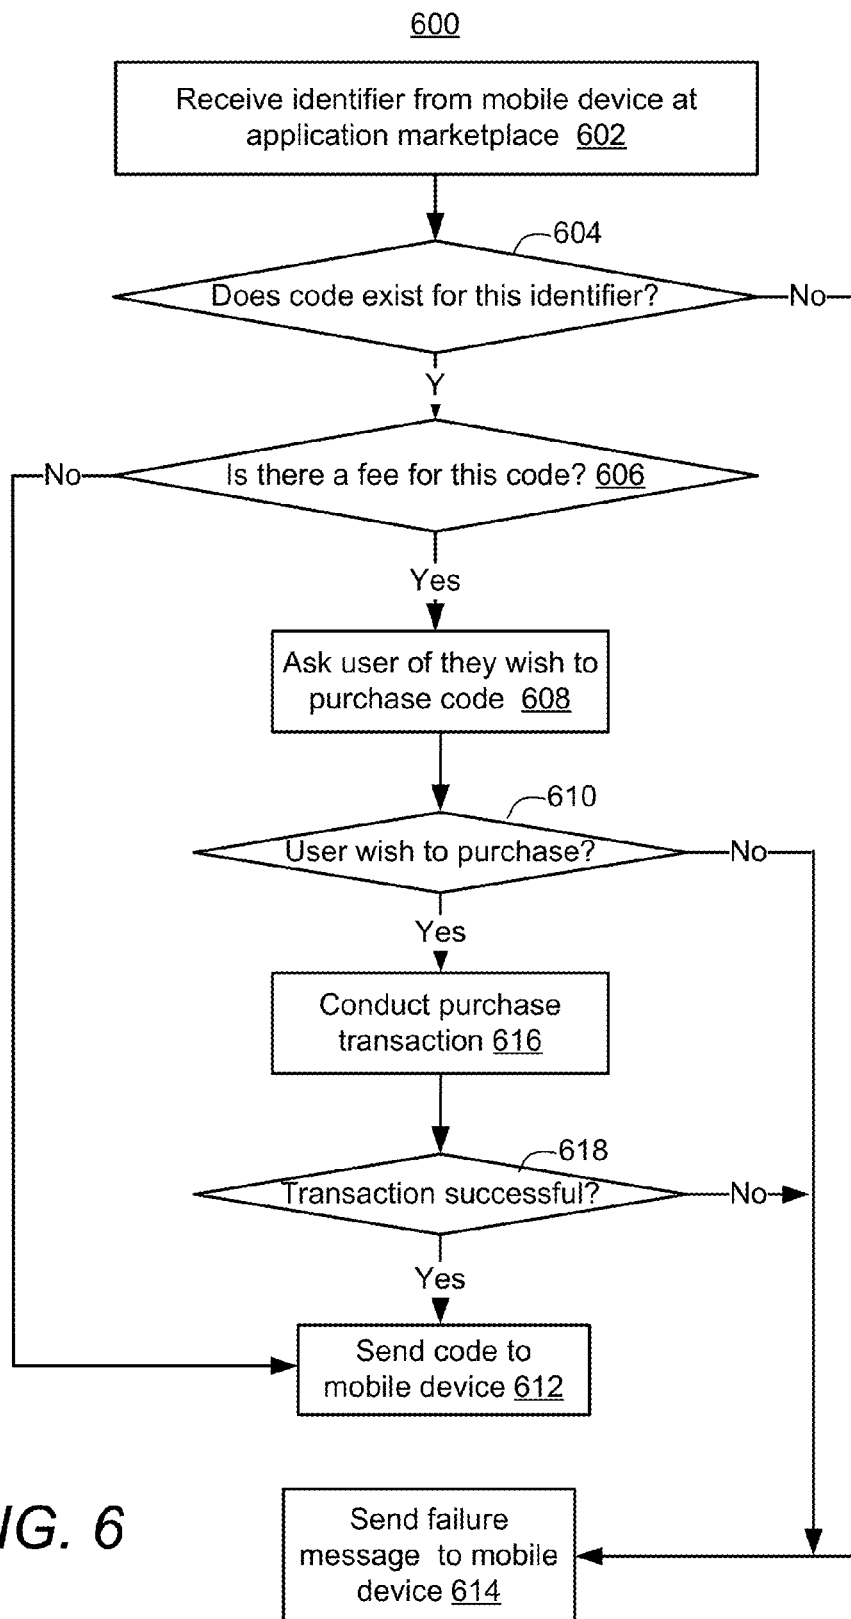 600
Receive identifier from mobile device at
application marketplace 602
604
Does code exist for this identifier?
No
Y
Is there a fee for this code? 606
No
Yes
Ask user of they wish to
purchase code 608
610
User wish to purchase?
No
Yes
Conduct purchase
transaction 616
618
Transaction successful?
No
Yes
Send code to
mobile device 612
IG. 6
Send failure
message to mobile
device 614